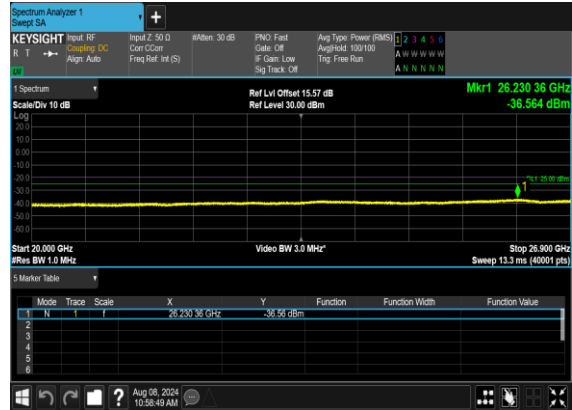 Spectrum Analyzer 1
Swept SA
+
KEYSIGHT Input: RF Input Z: 50 Ω #Atten: 30 dB PNO: Fast Avg Type: Power (RMS) 1 2 3 4 5 6
R T Coupling: DC Corr CCorr Gate: Off Avg|Hold: 100/100 A W W W W W
Align: Auto Freq Ref: Int (S) IF Gain: Low Trig: Free Run
Sig Track: Off A N N N N N
1 Spectrum Ref Lvl Offset 15.57 dB Mkr1 26.230 36 GHz
Scale/Div 10 dB Ref Level 30.00 dBm -36.564 dBm
Log
20.0
10.0
0.00
-10.0
-20.0
-30.0
-40.0
-50.0
-60.0
1
Start 20.000 GHz Video BW 3.0 MHz* Stop 26.900 GHz
#Res BW 1.0 MHz Sweep 13.3 ms (40001 pts)
5 Marker Table
Mode Trace Scale X Y Function Function Width Function Value
1 N 1 f 26.230 36 GHz -36.56 dBm
2
3
4
5
6
? Aug 08, 2024
10:58:49 AM